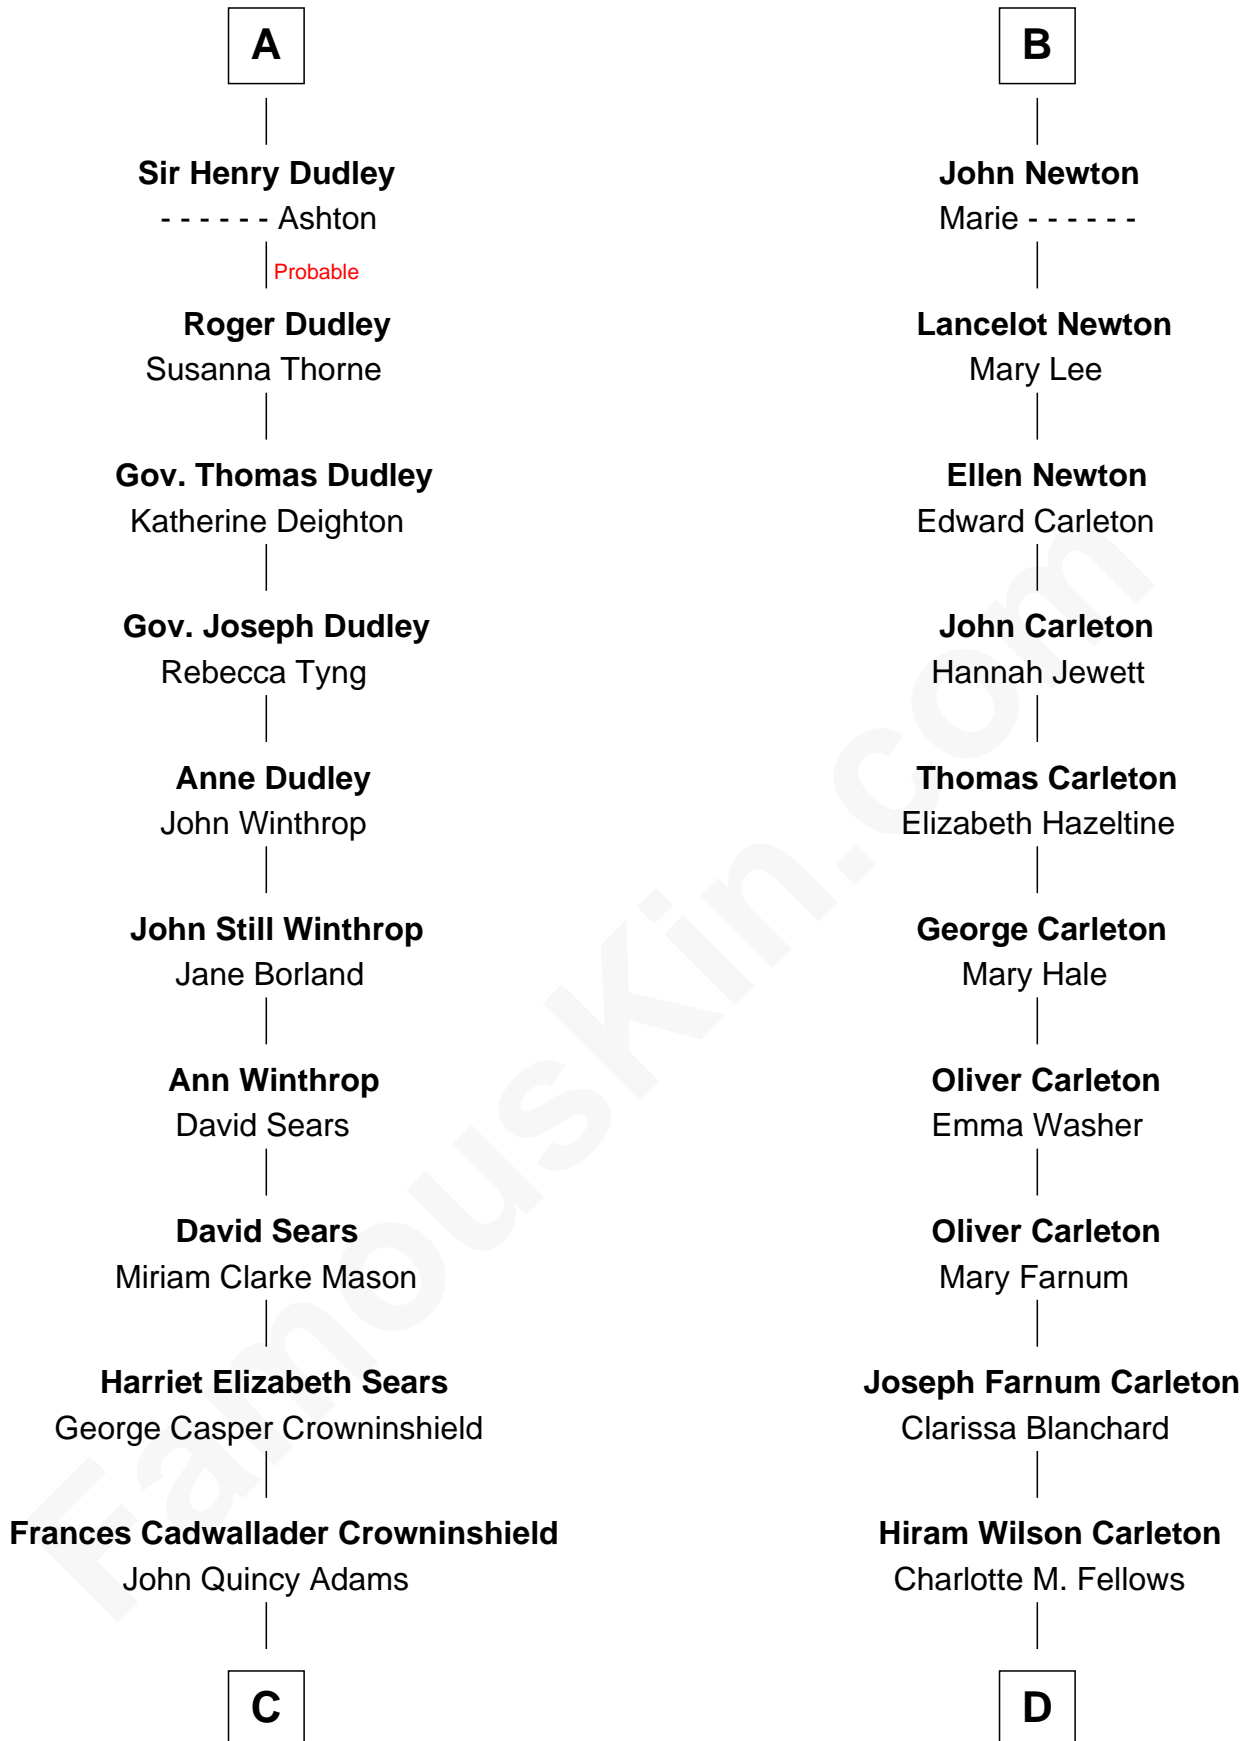 A
Sir Henry Dudley
- - - - - - Ashton
Probable
Roger Dudley
Susanna Thorne
Gov. Thomas Dudley
Katherine Deighton
Gov. Joseph Dudley
Rebecca Tyng
Anne Dudley
John Winthrop
John Still Winthrop
Jane Borland
Ann Winthrop
David Sears
David Sears
Miriam Clarke Mason
Harriet Elizabeth Sears
George Casper Crowninshield
Frances Cadwallader Crowninshield
John Quincy Adams
C
B
John Newton
Marie - - - - - -
Lancelot Newton
Mary Lee
Ellen Newton
Edward Carleton
John Carleton
Hannah Jewett
Thomas Carleton
Elizabeth Hazeltine
George Carleton
Mary Hale
Oliver Carleton
Emma Washer
Oliver Carleton
Mary Farnum
Joseph Farnum Carleton
Clarissa Blanchard
Hiram Wilson Carleton
Charlotte M. Fellows
D
FamousKin.com